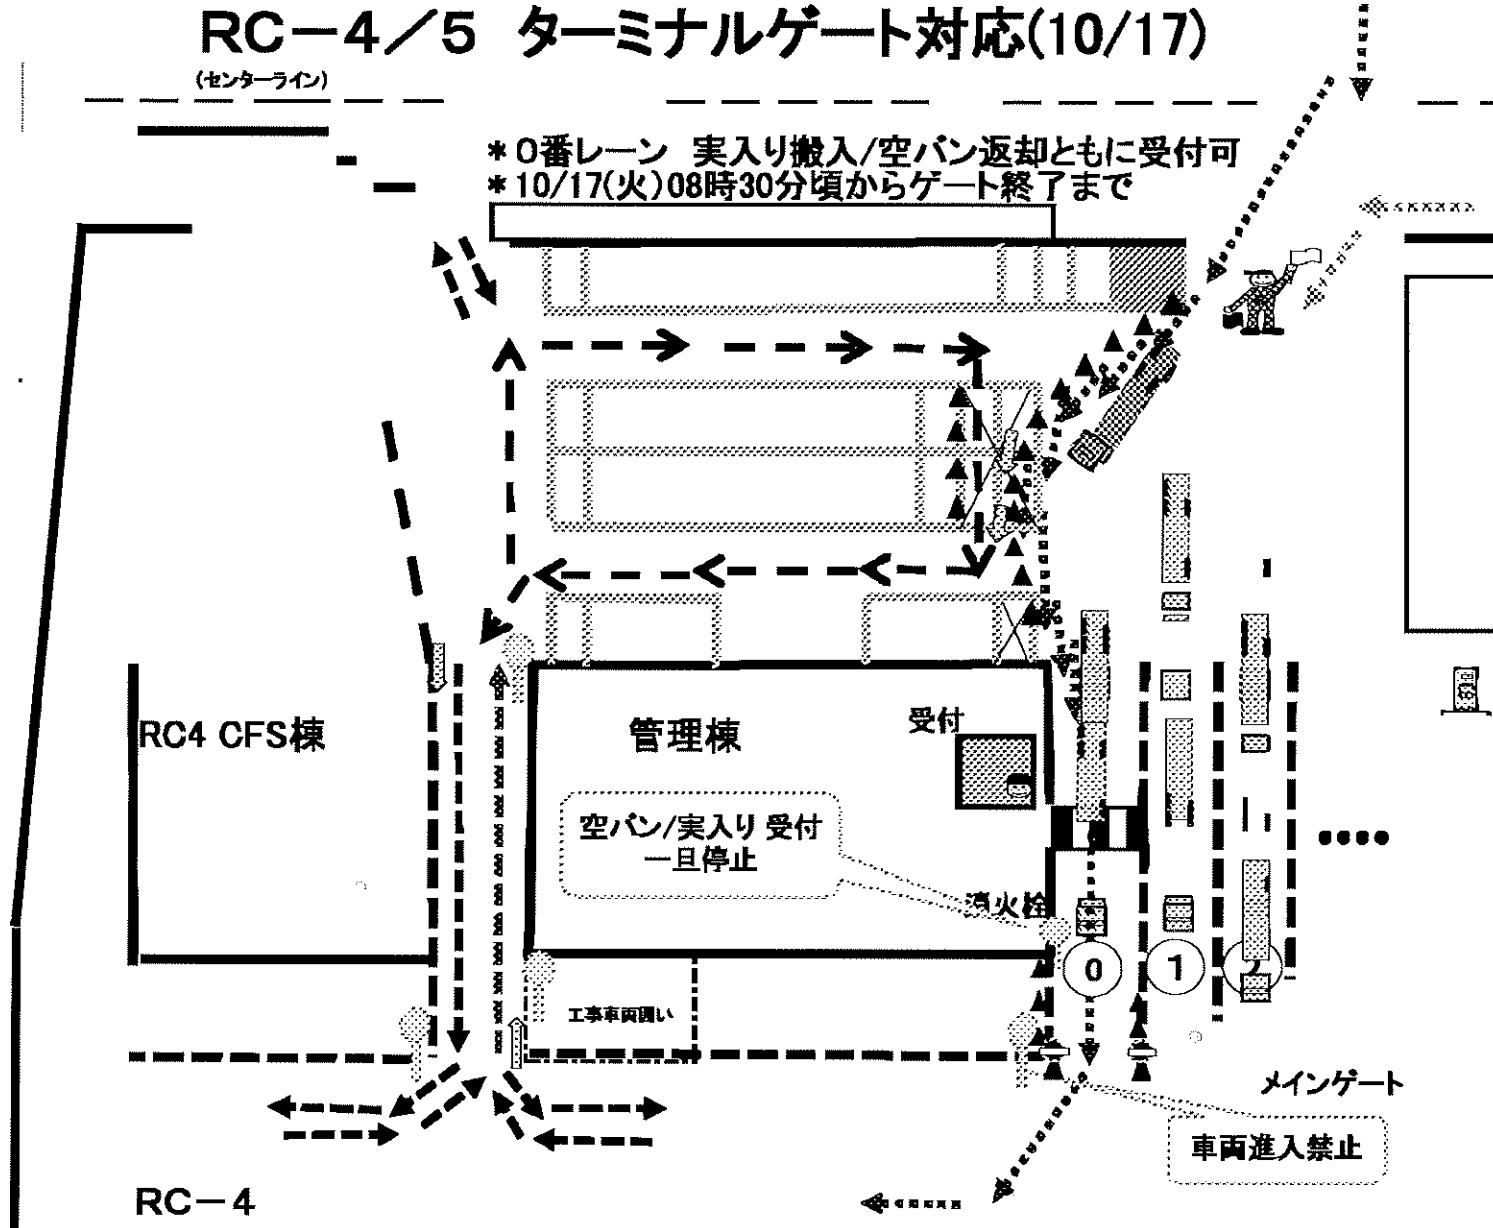 RC－4／5 ターミナルゲート対応(10/17)
(センターライン)
＊0番レーン 実入り搬入/空バン返却ともに受付可
＊10/17(火)08時30分頃からゲート終了まで
RC4 CFS棟
管理棟
受付
空バン/実入り 受付
一旦停止
消火栓
0
1
2
工事車両囲い
メインゲート
車両進入禁止
RC－4